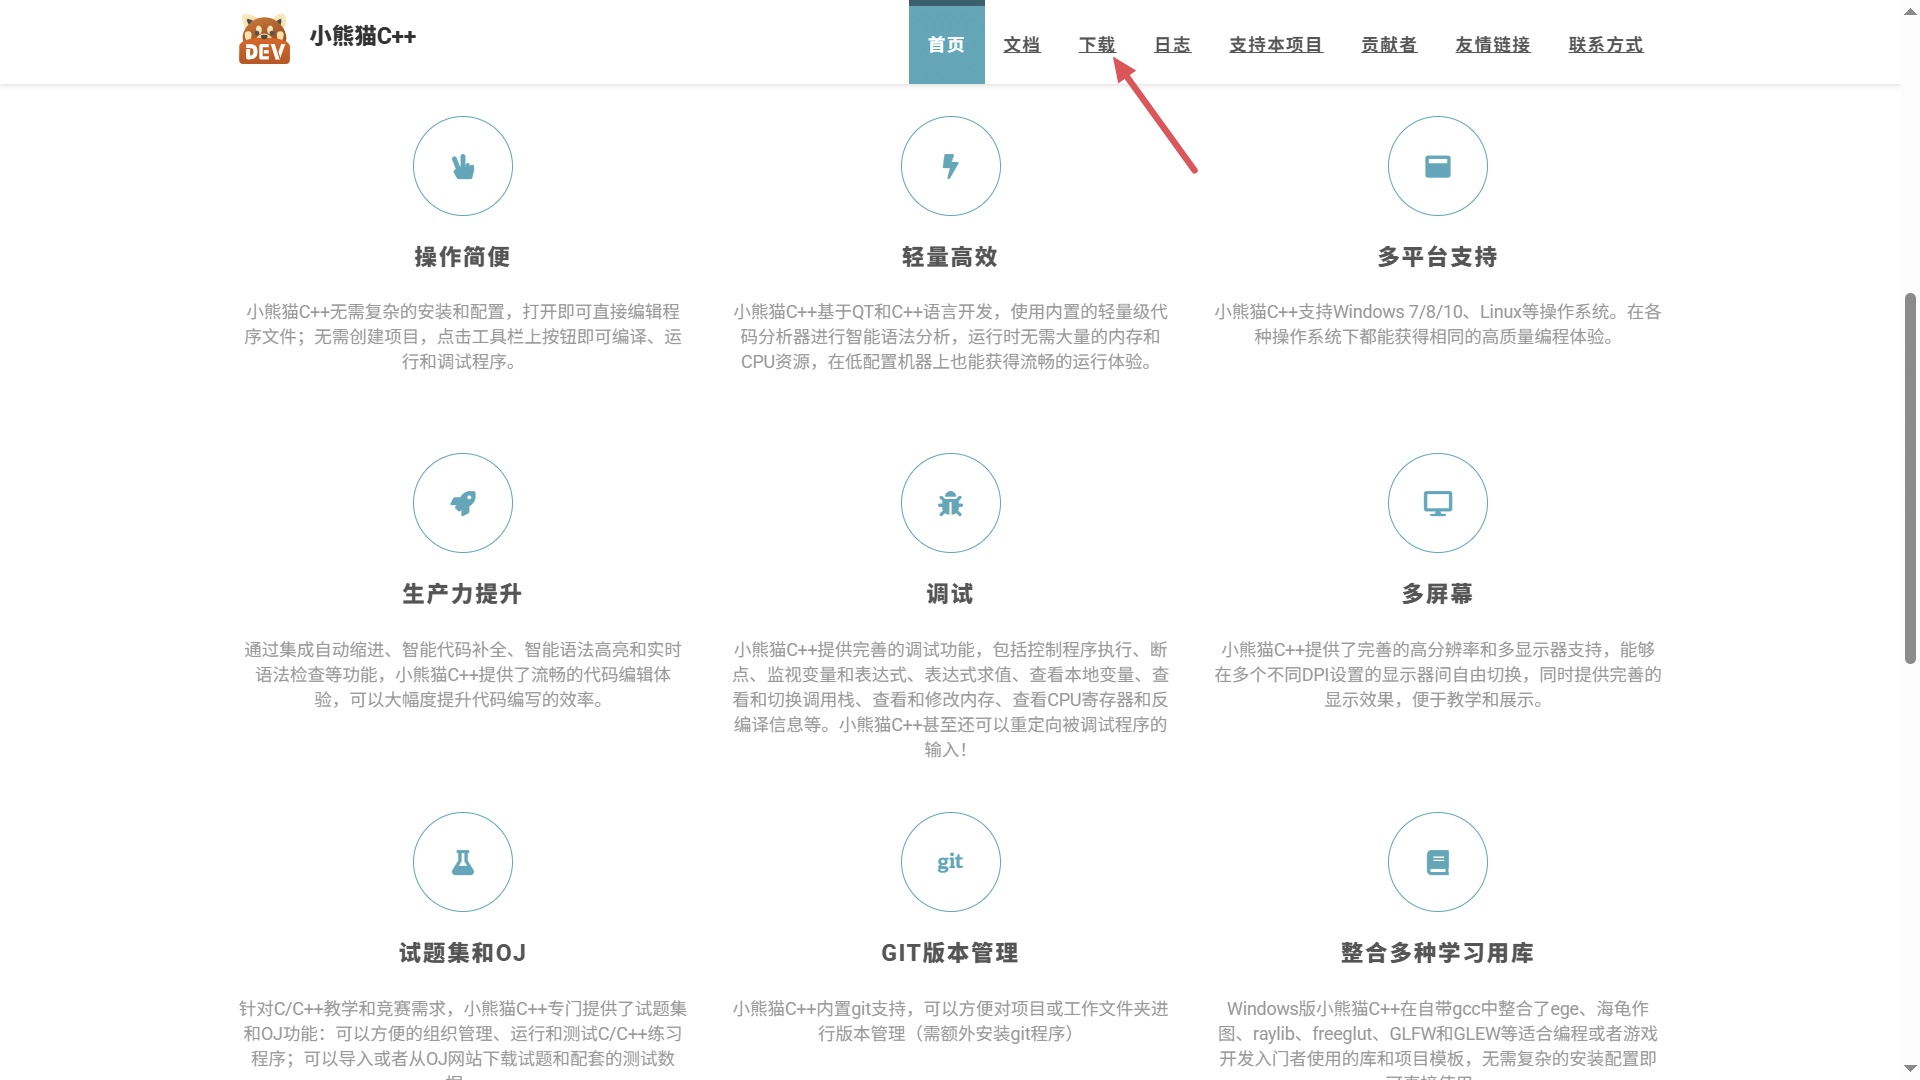 DEV
小熊猫C++
首页 文档 下载 日志 支持本项目 贡献者 友情链接 联系方式
操作简便
小熊猫C++无需复杂的安装和配置，打开即可直接编辑程
序文件；无需创建项目，点击工具栏上按钮即可编译、运
行和调试程序。
轻量高效
小熊猫C++基于QT和C++语言开发，使用内置的轻量级代
码分析器进行智能语法分析，运行时无需大量的内存和
CPU资源，在低配置机器上也能获得流畅的运行体验。
多平台支持
小熊猫C++支持Windows 7/8/10、Linux等操作系统。在各
种操作系统下都能获得相同的高质量编程体验。
生产力提升
通过集成自动缩进、智能代码补全、智能语法高亮和实时
语法检查等功能，小熊猫C++提供了流畅的代码编辑体
验，可以大幅度提升代码编写的效率。
调试
小熊猫C++提供完善的调试功能，包括控制程序执行、断
点、监视变量和表达式、表达式求值、查看本地变量、查
看和切换调用栈、查看和修改内存、查看CPU寄存器和反
编译信息等。小熊猫C++甚至还可以重定向被调试程序的
输入！
多屏幕
小熊猫C++提供了完善的高分辨率和多显示器支持，能够
在多个不同DPI设置的显示器间自由切换，同时提供完善的
显示效果，便于教学和展示。
试题集和OJ
针对C/C++教学和竞赛需求，小熊猫C++专门提供了试题集
和OJ功能：可以方便的组织管理、运行和测试C/C++练习
程序；可以导入或者从OJ网站下载试题和配套的测试数
git
GIT版本管理
小熊猫C++内置git支持，可以方便对项目或工作文件夹进
行版本管理（需额外安装git程序）
整合多种学习用库
Windows版小熊猫C++在自带gcc中整合了ege、海龟作
图、raylib、freeglut、GLFW和GLEW等适合编程或者游戏
开发入门者使用的库和项目模板，无需复杂的安装配置即